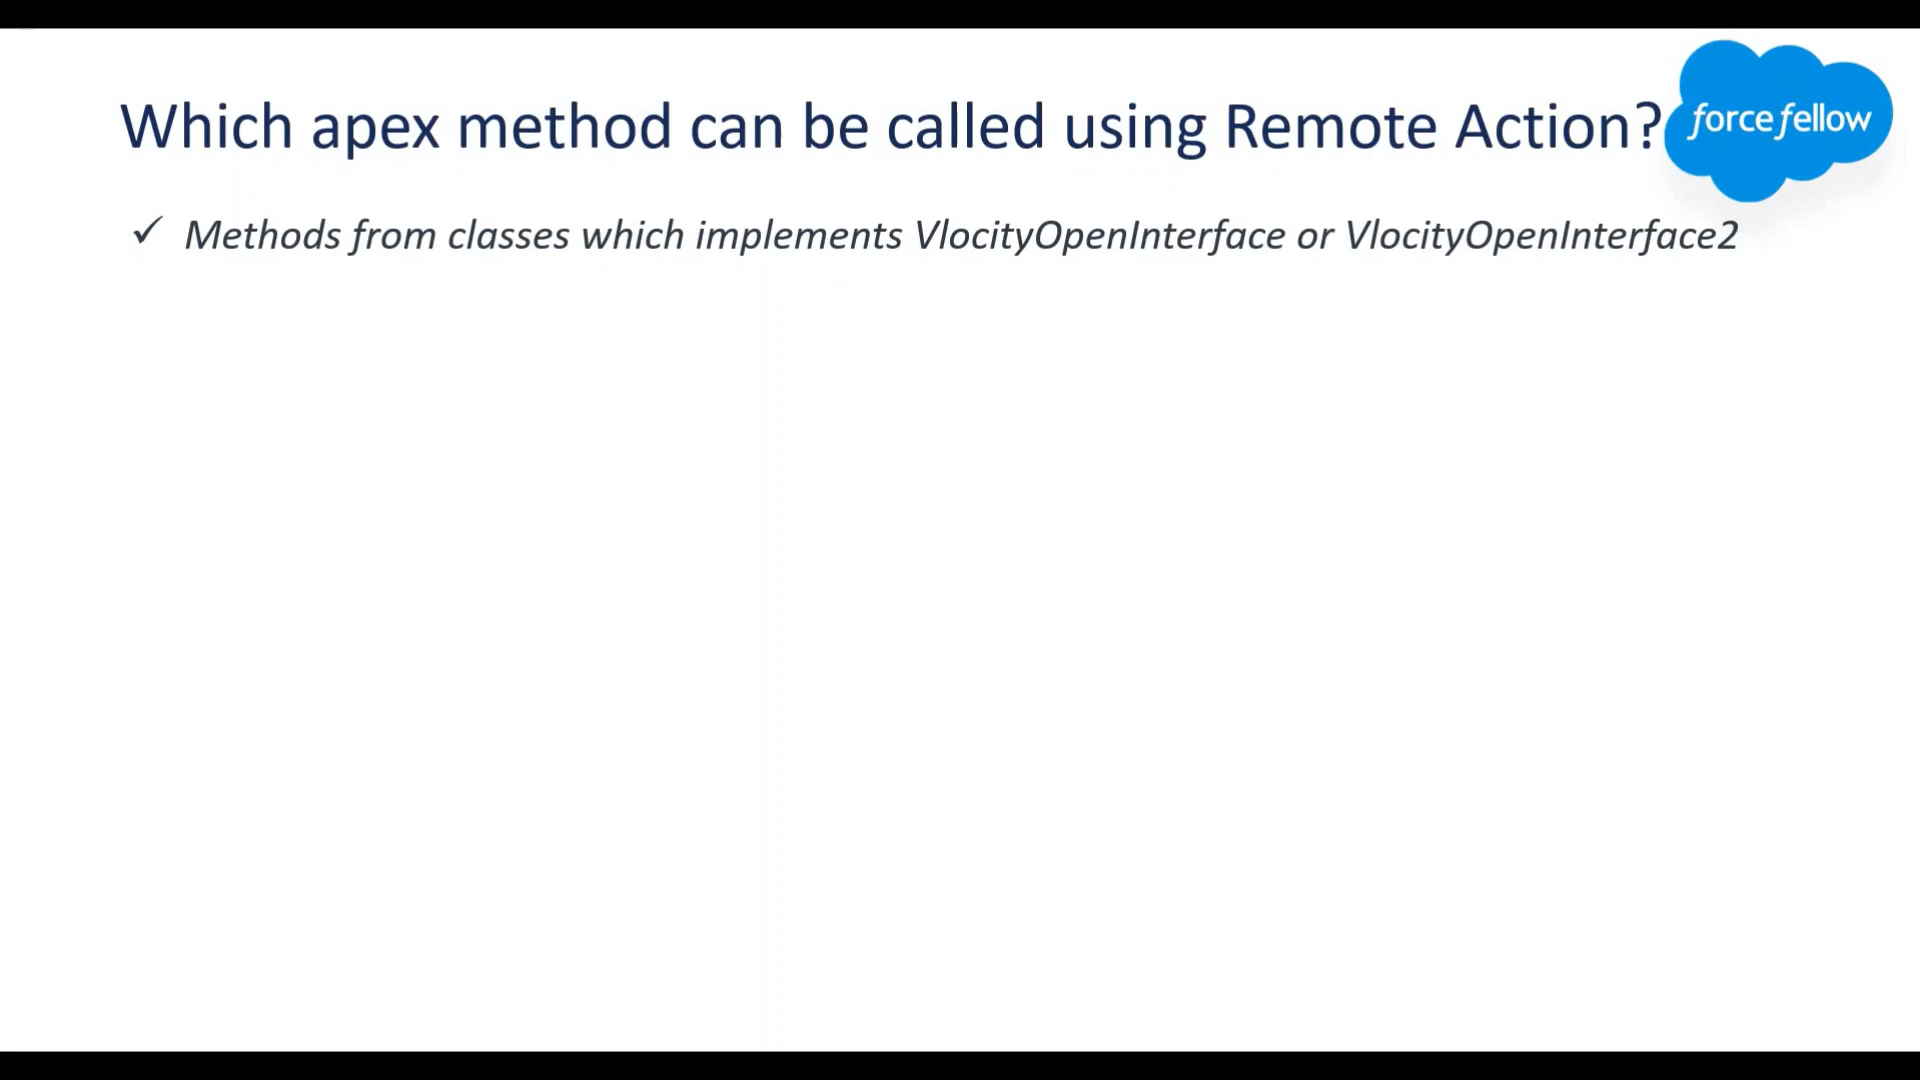 Which apex method can be called using Remote Action?
force fellow
✓ Methods from classes which implements VlocityOpenInterface or VlocityOpenInterface2